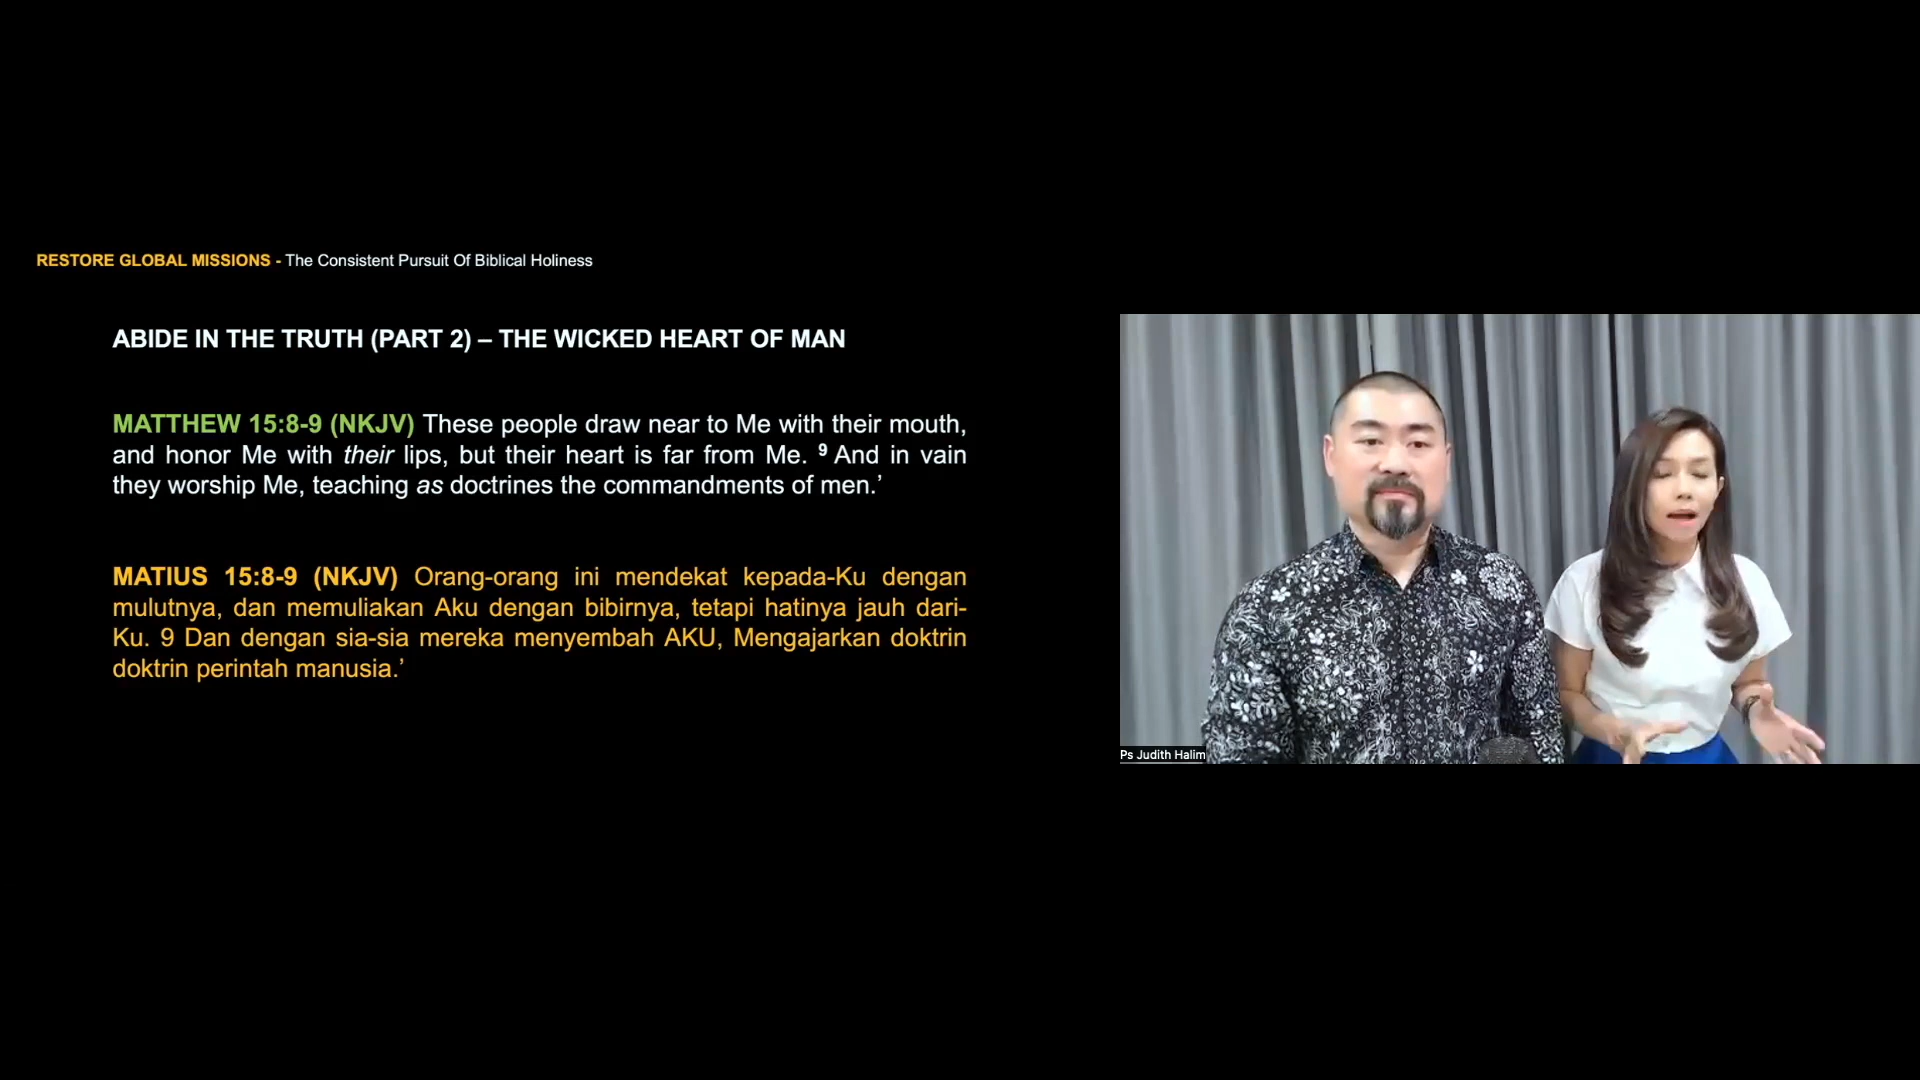 RESTORE GLOBAL MISSIONS - The Consistent Pursuit Of Biblical Holiness
ABIDE IN THE TRUTH (PART 2) – THE WICKED HEART OF MAN
MATTHEW 15:8-9 (NKJV) These people draw near to Me with their mouth,
and honor Me with their lips, but their heart is far from Me. ⁹ And in vain
they worship Me, teaching as doctrines the commandments of men.’
MATIUS 15:8-9 (NKJV) Orang-orang ini mendekat kepada-Ku dengan
mulutnya, dan memuliakan Aku dengan bibirnya, tetapi hatinya jauh dari-
Ku. 9 Dan dengan sia-sia mereka menyembah AKU, Mengajarkan doktrin
doktrin perintah manusia.’
Ps Judith Halim